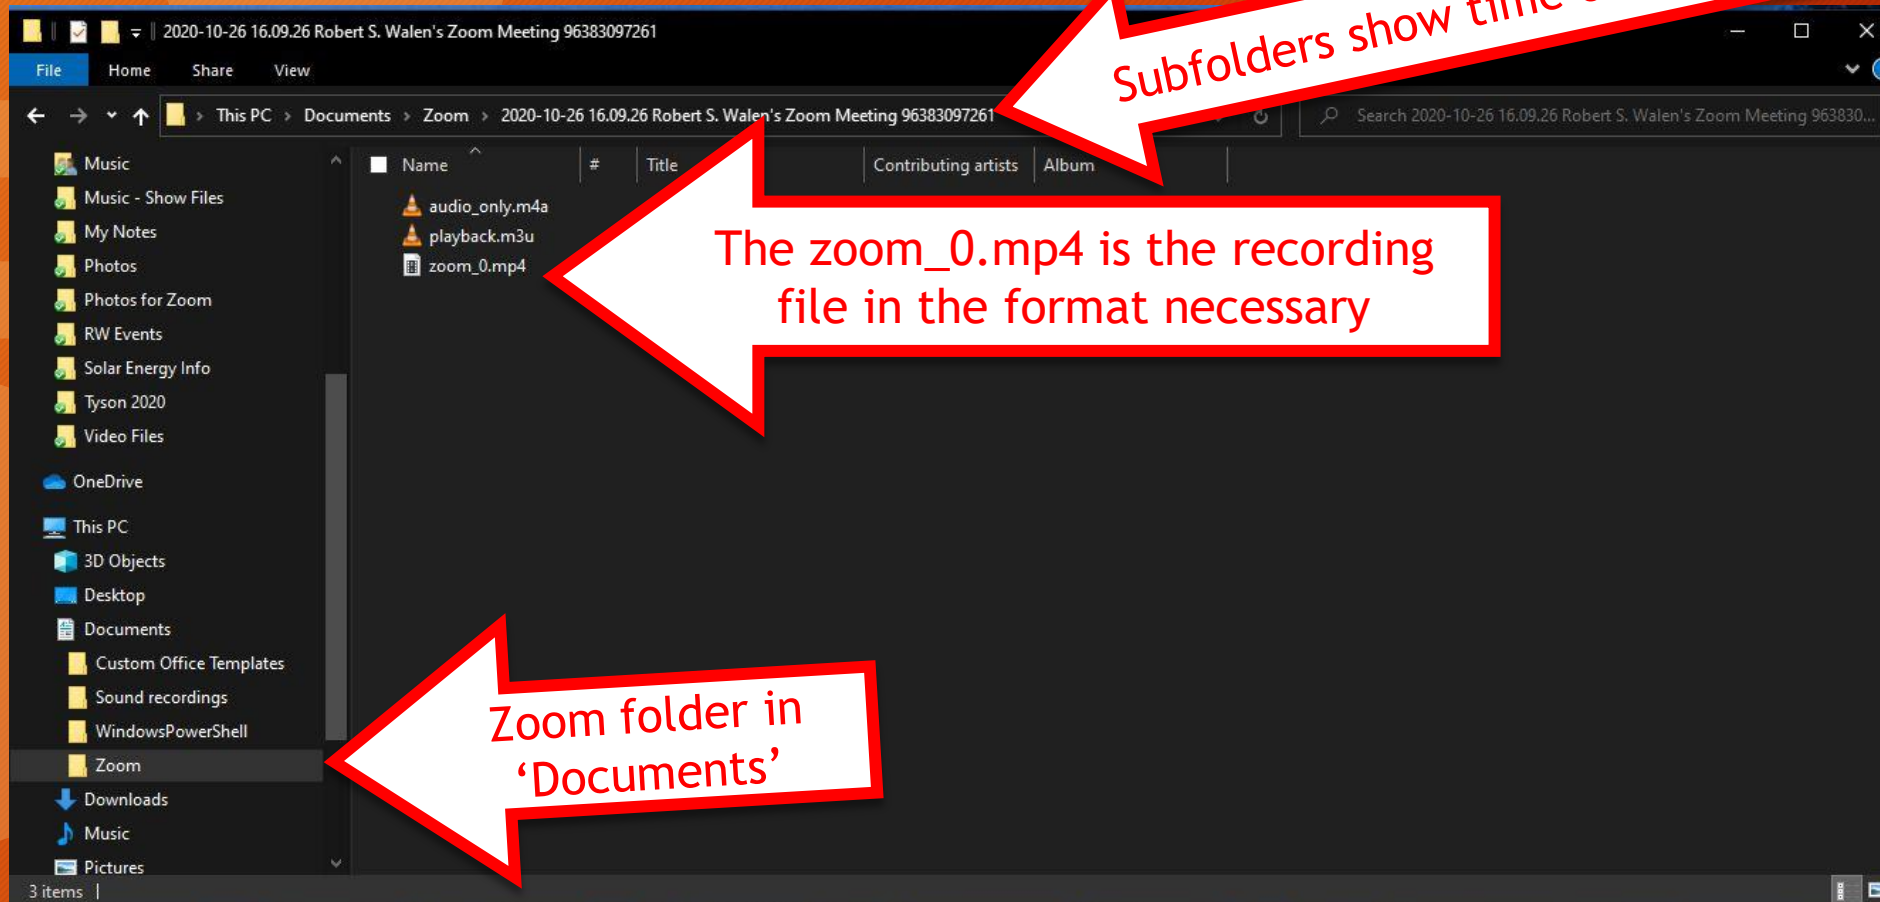 Subfolders show time
2020-10-26 16.09.26 Robert S. Walen's Zoom Meeting 96383097261
File Home Share View
This PC > Documents > Zoom > 2020-10-26 16.09.26 Robert S. Walen's Zoom Meeting 96383097261
Search 2020-10-26 16.09.26 Robert S. Walen's Zoom Meeting 963830...
Name # Title Contributing artists Album
audio_only.m4a
playback.m3u
zoom_0.mp4
The zoom_0.mp4 is the recording
file in the format necessary
Music
Music - Show Files
My Notes
Photos
Photos for Zoom
RW Events
Solar Energy Info
Tyson 2020
Video Files
OneDrive
This PC
3D Objects
Desktop
Documents
Custom Office Templates
Sound recordings
WindowsPowerShell
Zoom
Downloads
Music
Pictures
Zoom folder in
‘Documents’
3 items